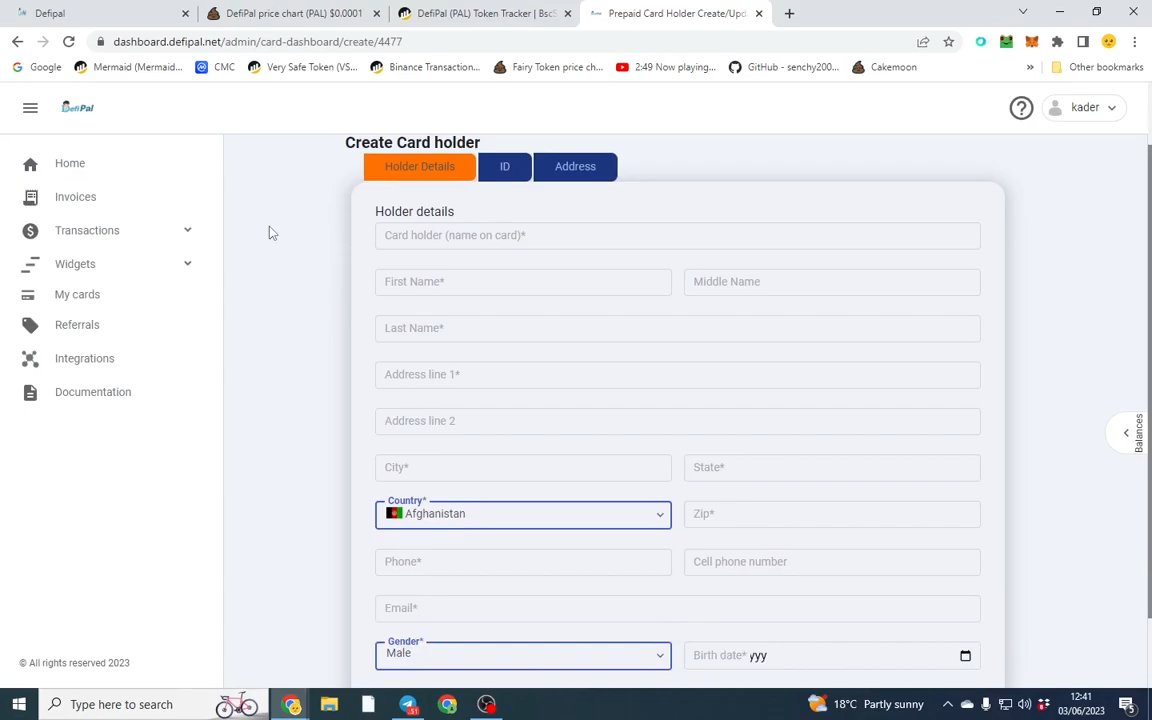 Defipal
DefiPal price chart (PAL) $0.0001
DefiPal (PAL) Token Tracker | BscS
Prepaid Card Holder Create/Upda
dashboard.defipal.net/admin/card-dashboard/create/4477
Google
Mermaid (Mermaid...
CMC
Very Safe Token (VS...
Binance Transaction...
Fairy Token price ch...
2:49 Now playing...
GitHub - senchy200...
Cakemoon
»
Other bookmarks
DefiPal
kader
Home
Invoices
Transactions
Widgets
My cards
Referrals
Integrations
Documentation
© All rights reserved 2023
Create Card holder
Holder Details
ID
Address
Holder details
Card holder (name on card)*
First Name*
Middle Name
Last Name*
Address line 1*
Address line 2
City*
State*
Country*
Afghanistan
Zip*
Phone*
Cell phone number
Email*
Gender*
Male
Birth date* yyy
Balances
Type here to search
51
18°C Partly sunny
12:41
03/06/2023
5